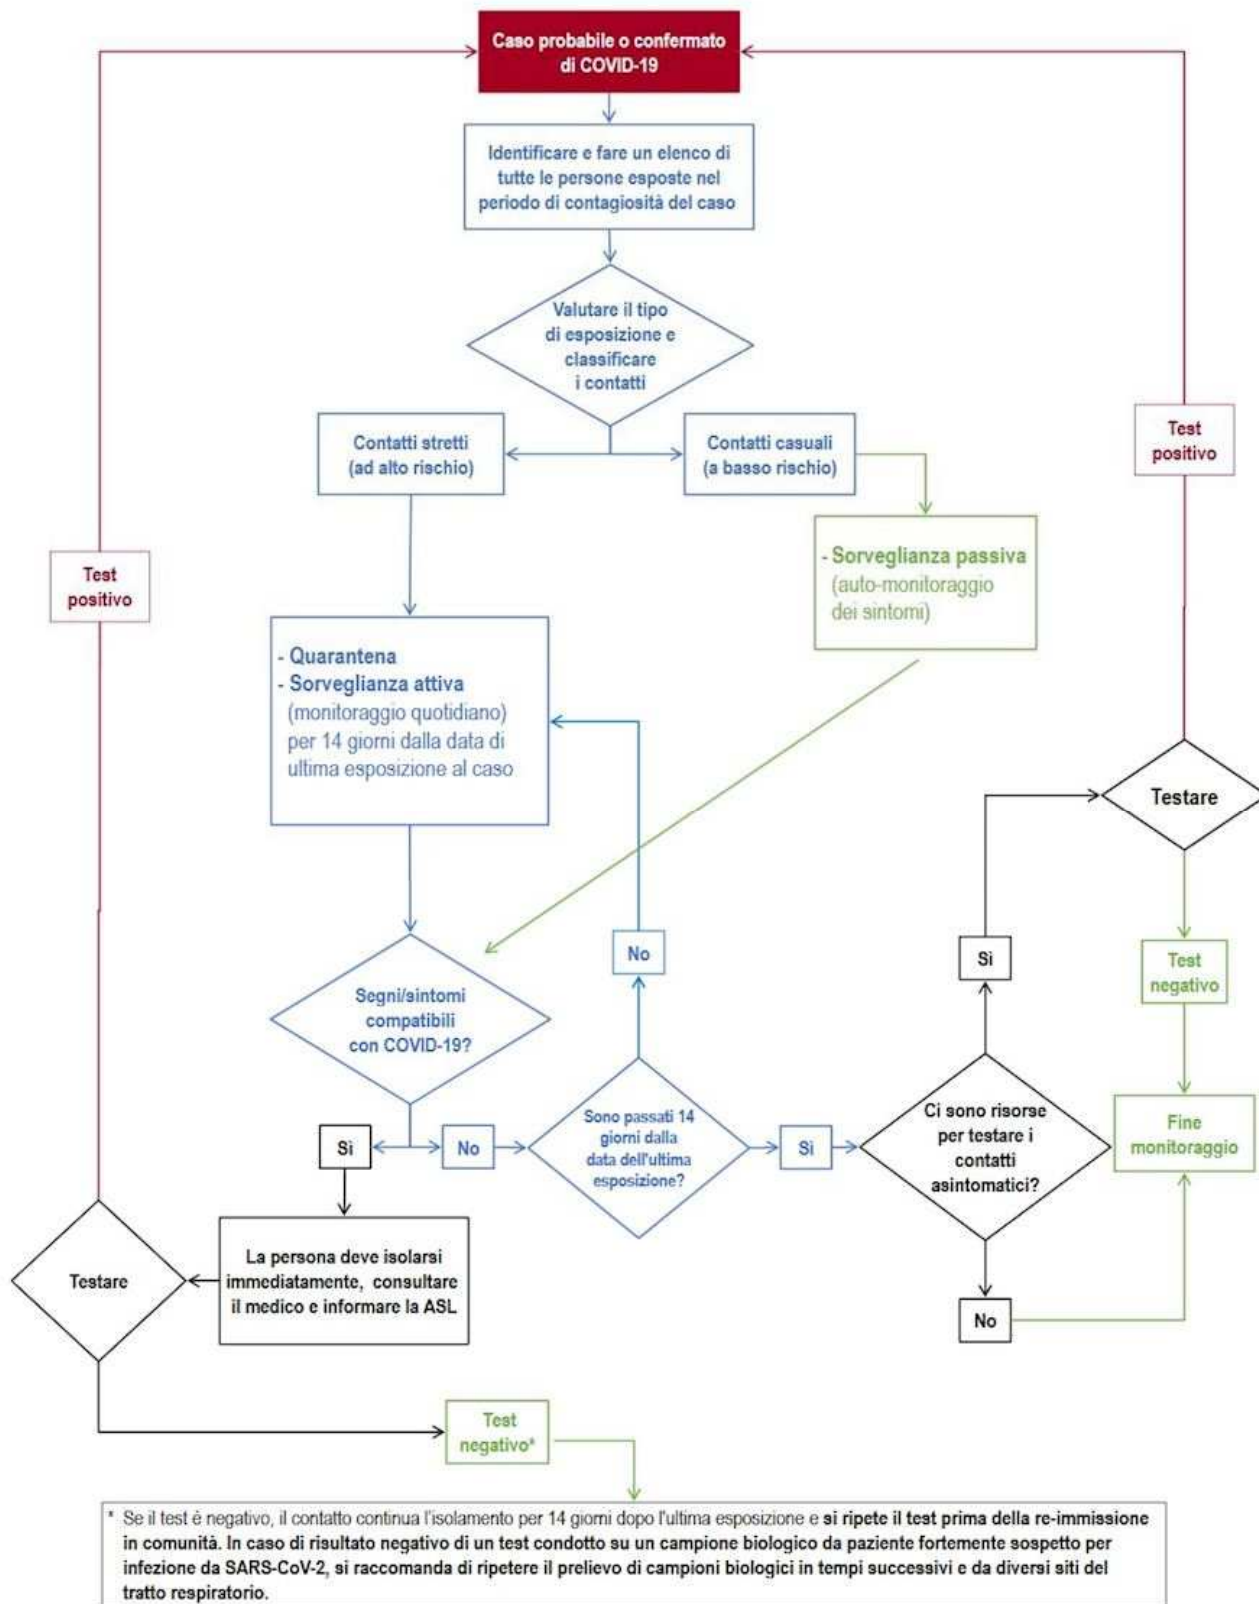 Caso probabile o confermato
di COVID-19
Identificare e fare un elenco di
tutte le persone esposte nel
periodo di contagiosità del caso
Valutare il tipo
di esposizione e
classificare
i contatti
Contatti stretti
(ad alto rischio)
Contatti casuali
(a basso rischio)
Test
positivo
Test
positivo
- Sorveglianza passiva
(auto-monitoraggio
dei sintomi)
- Quarantena
- Sorveglianza attiva
(monitoraggio quotidiano)
per 14 giorni dalla data di
ultima esposizione al caso
Testare
No
Sì
Test
negativo
Segni/sintomi
compatibili
con COVID-19?
Sì
No
Sono passati 14
giorni dalla
data dell'ultima
esposizione?
Sì
Ci sono risorse
per testare i
contatti
asintomatici?
Fine
monitoraggio
La persona deve isolarsi
immediatamente, consultare
il medico e informare la ASL
Testare
No
Test
negativo*
* Se il test è negativo, il contatto continua l'isolamento per 14 giorni dopo l'ultima esposizione e si ripete il test prima della re-immissione
in comunità. In caso di risultato negativo di un test condotto su un campione biologico da paziente fortemente sospetto per
infezione da SARS-CoV-2, si raccomanda di ripetere il prelievo di campioni biologici in tempi successivi e da diversi siti del
tratto respiratorio.